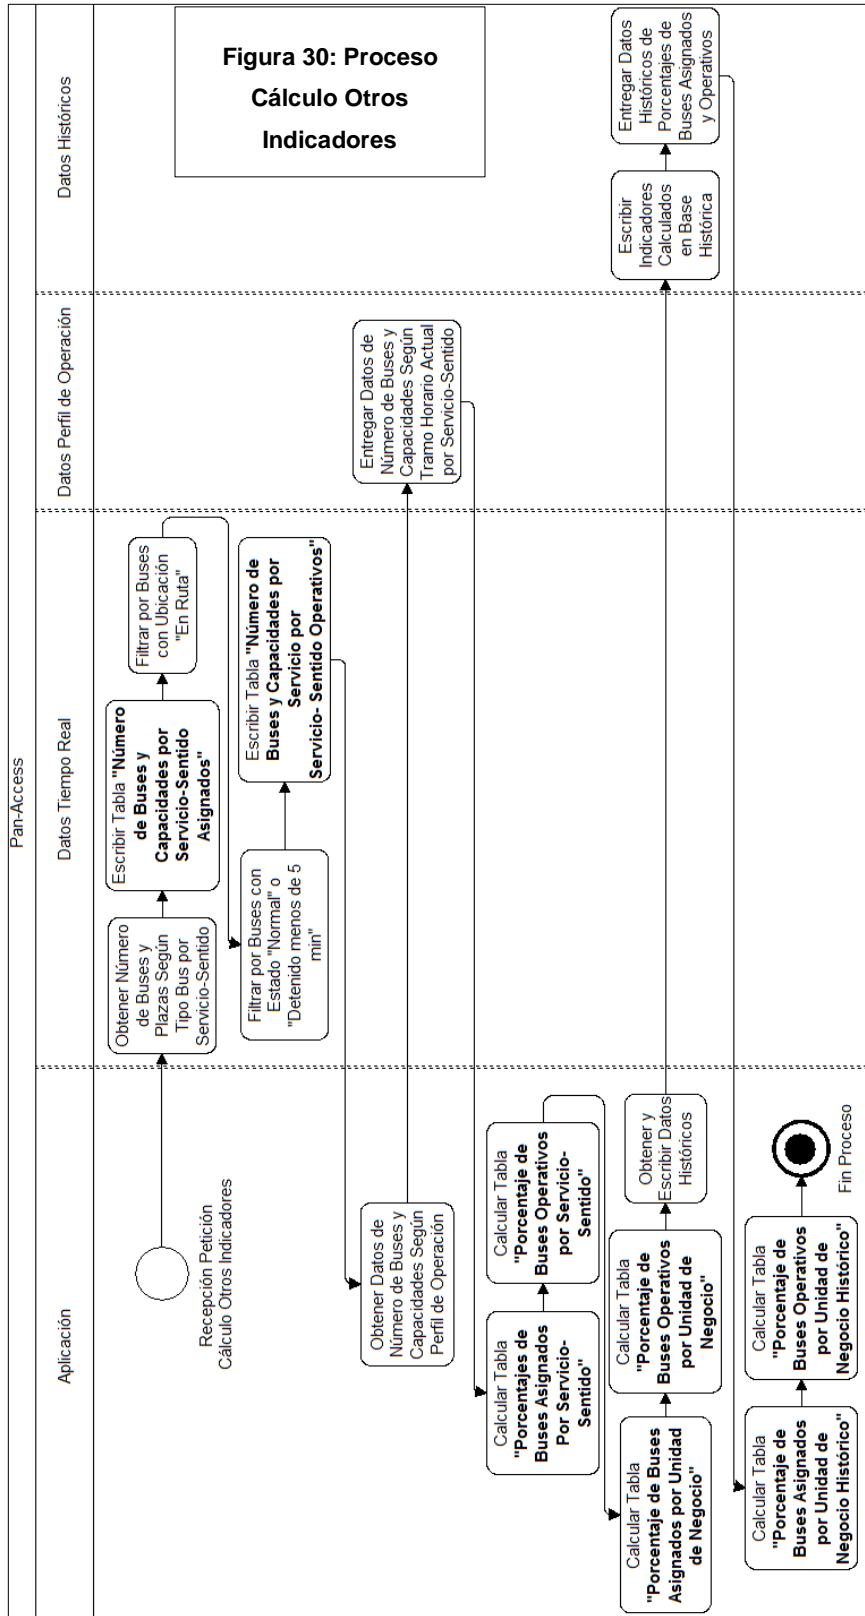 Figura 30: Proceso
Cálculo Otros
Indicadores
Pan-Access
Aplicación
Datos Tiempo Real
Datos Perfil de Operación
Datos Históricos
Recepción Petición
Cálculo Otros Indicadores
Obtener Número
de Buses y
Plazas Según
Tipo Bus por
Servicio-Sentido
Escribir Tabla "Número
de Buses y
Capacidades por
Servicio-Sentido
Asignados"
Filtrar por Buses
con Ubicación
"En Ruta"
Filtrar por Buses con
Estado "Normal" o
"Detenido menos de 5
min"
Escribir Tabla "Número de
Buses y Capacidades por
Servicio por
Servicio- Sentido Operativos"
Obtener Datos de
Número de Buses y
Capacidades Según
Perfil de Operación
Entregar Datos de
Número de Buses y
Capacidades Según
Tramo Horario Actual
por Servicio-Sentido
Calcular Tabla
"Porcentajes de
Buses Asignados
Por Servicio-
Sentido"
Calcular Tabla
"Porcentaje de
Buses Operativos
por Servicio-
Sentido"
Calcular Tabla
"Porcentaje de Buses
Asignados por Unidad
de Negocio"
Calcular Tabla
"Porcentaje de
Buses Operativos
por Unidad de
Negocio"
Obtener y
Escribir Datos
Históricos
Escribir
Indicadores
Calculados
en Base
Histórica
Entregar Datos
Históricos de
Porcentajes de
Buses Asignados
y Operativos
Calcular Tabla
"Porcentaje de
Buses Asignados
por Unidad de
Negocio Histórico"
Calcular Tabla
"Porcentaje de
Buses Operativos
por Unidad de
Negocio Histórico"
Fin Proceso